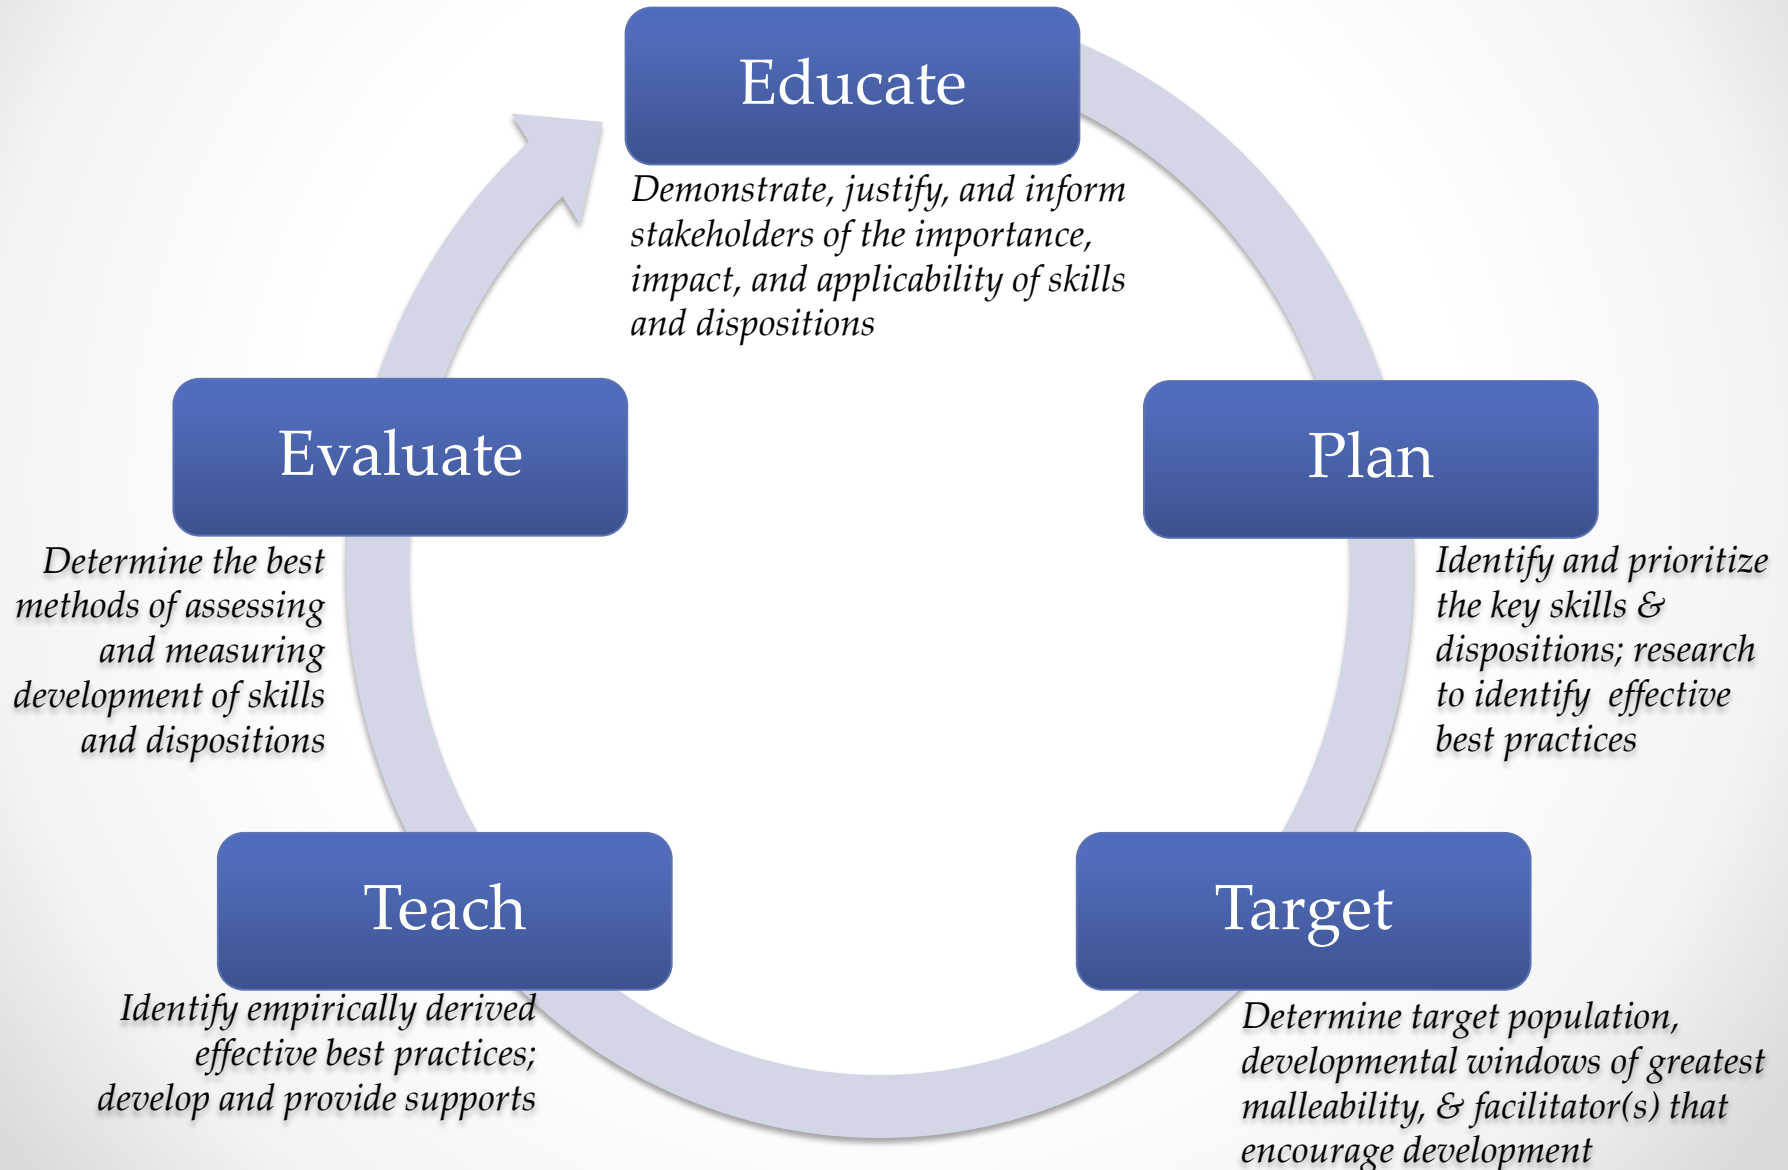 Educate
Demonstrate, justify, and inform
stakeholders of the importance,
impact, and applicability of skills
and dispositions
Plan
Identify and prioritize
the key skills &
dispositions; research
to identify  effective
best practices
Target
Determine target population,
developmental windows of greatest
malleability, & facilitator(s) that
encourage development
Teach
Identify empirically derived
effective best practices;
develop and provide supports
Evaluate
Determine the best
methods of assessing
and measuring
development of skills
and dispositions